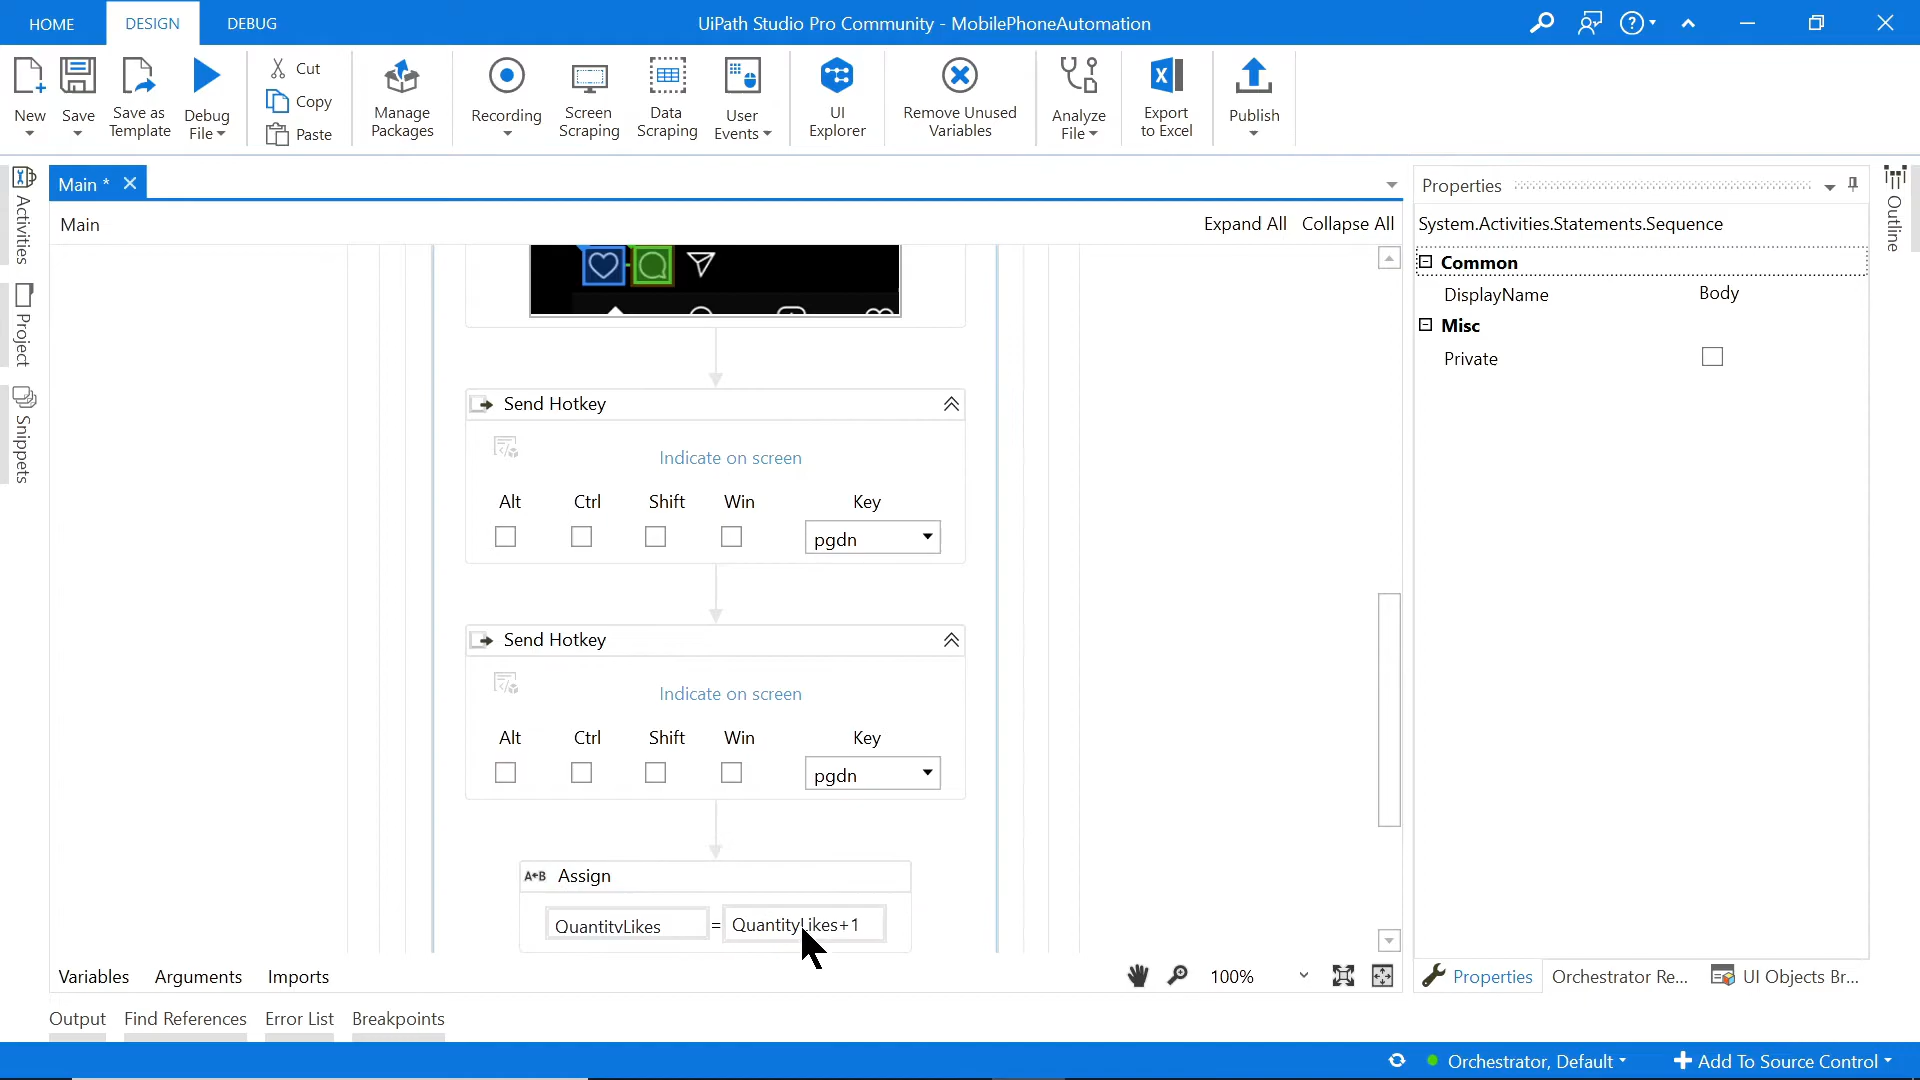 HOME DESIGN DEBUG UiPath Studio Pro Community - MobilePhoneAutomation
New
Save
Save as
Template
Debug
File
Cut
Copy
Paste
Manage
Packages
Recording
Screen
Scraping
Data
Scraping
User
Events
UI
Explorer
Remove Unused
Variables
Analyze
File
Export
to Excel
Publish
Activities
Project
Snippets
Main *
Main Expand All Collapse All
Send Hotkey
Indicate on screen
Alt Ctrl Shift Win Key
pgdn
Send Hotkey
Indicate on screen
Alt Ctrl Shift Win Key
pgdn
A+B Assign
QuantityLikes = QuantityLikes+1
Variables Arguments Imports 100%
Properties
System.Activities.Statements.Sequence
Common
DisplayName Body
Misc
Private
Outline
Properties Orchestrator Re... UI Objects Br...
Output Find References Error List Breakpoints
Orchestrator, Default Add To Source Control